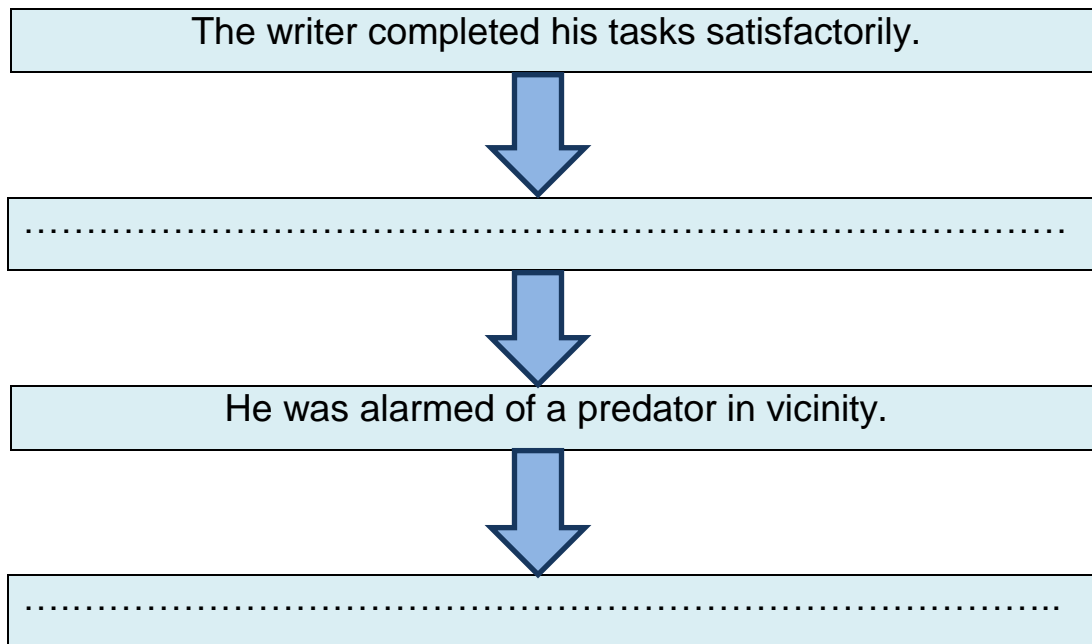 The writer completed his tasks satisfactorily.
……………………………………………………………………………
He was alarmed of a predator in vicinity.
……………………………………………………………………………..